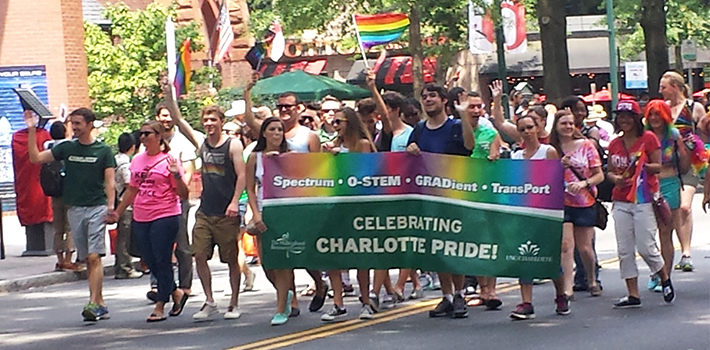 Spectrum • O-STEM • GRADient • TransPort
CELEBRATING
CHARLOTTE PRIDE!
UNC CHARLOTTE